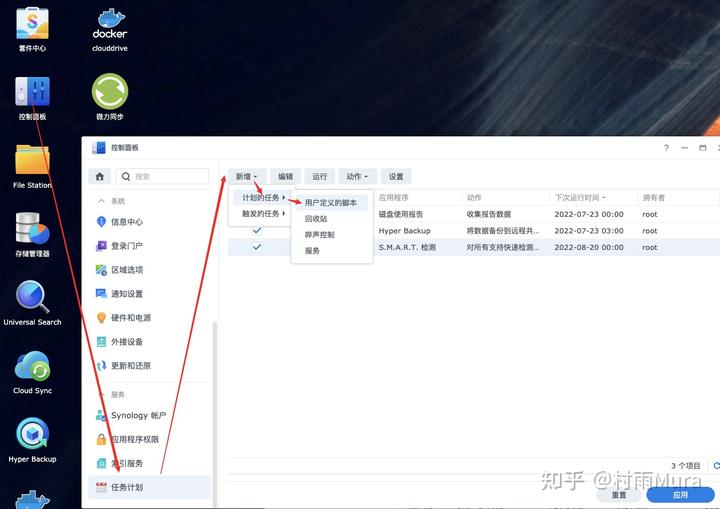 S
套件中心
docker
clouddrive
控制面板
微力同步
File Station
存储管理器
Universal Search
Cloud Sync
Hyper Backup
控制面板
?
搜索
系统
信息中心
登录门户
区域选项
通知设置
硬件和电源
外接设备
更新和还原
服务
Synology 帐户
应用程序权限
索引服务
任务计划
新增 编辑 运行 动作 设置
计划的任务
触发的任务
用户定义的脚本
回收站
哔声控制
服务
应用程序 动作 下次运行时间 拥有者
磁盘使用报告 收集报告数据 2022-07-23 00:00 root
Hyper Backup 将数据备份到远程共... 2022-07-23 03:00 root
S.M.A.R.T. 检测 对所有支持快速检测... 2022-08-20 00:00 root
3 个项目
重置 应用
知乎 @村雨Mura